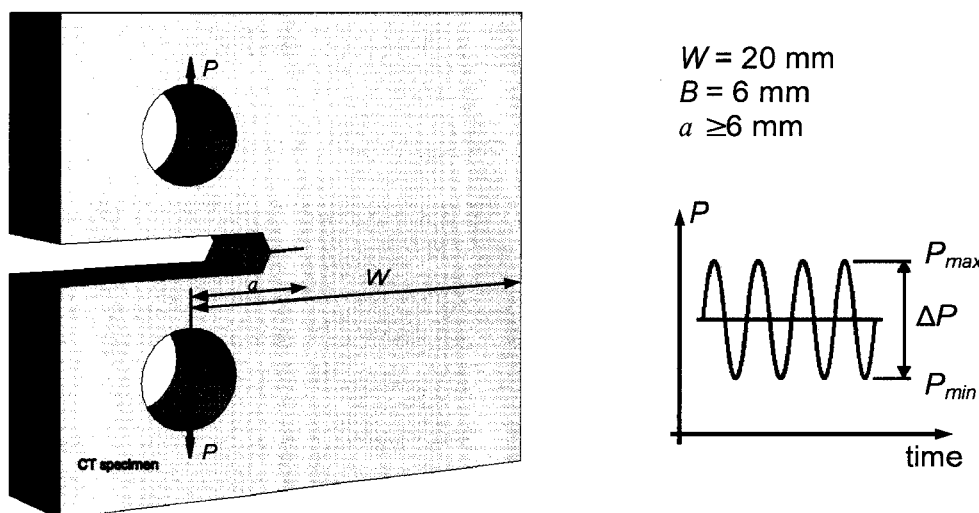 P
a
W
P
CT specimen
W = 20 mm
B = 6 mm
a ≥6 mm
P
P_max
ΔP
P_min
time